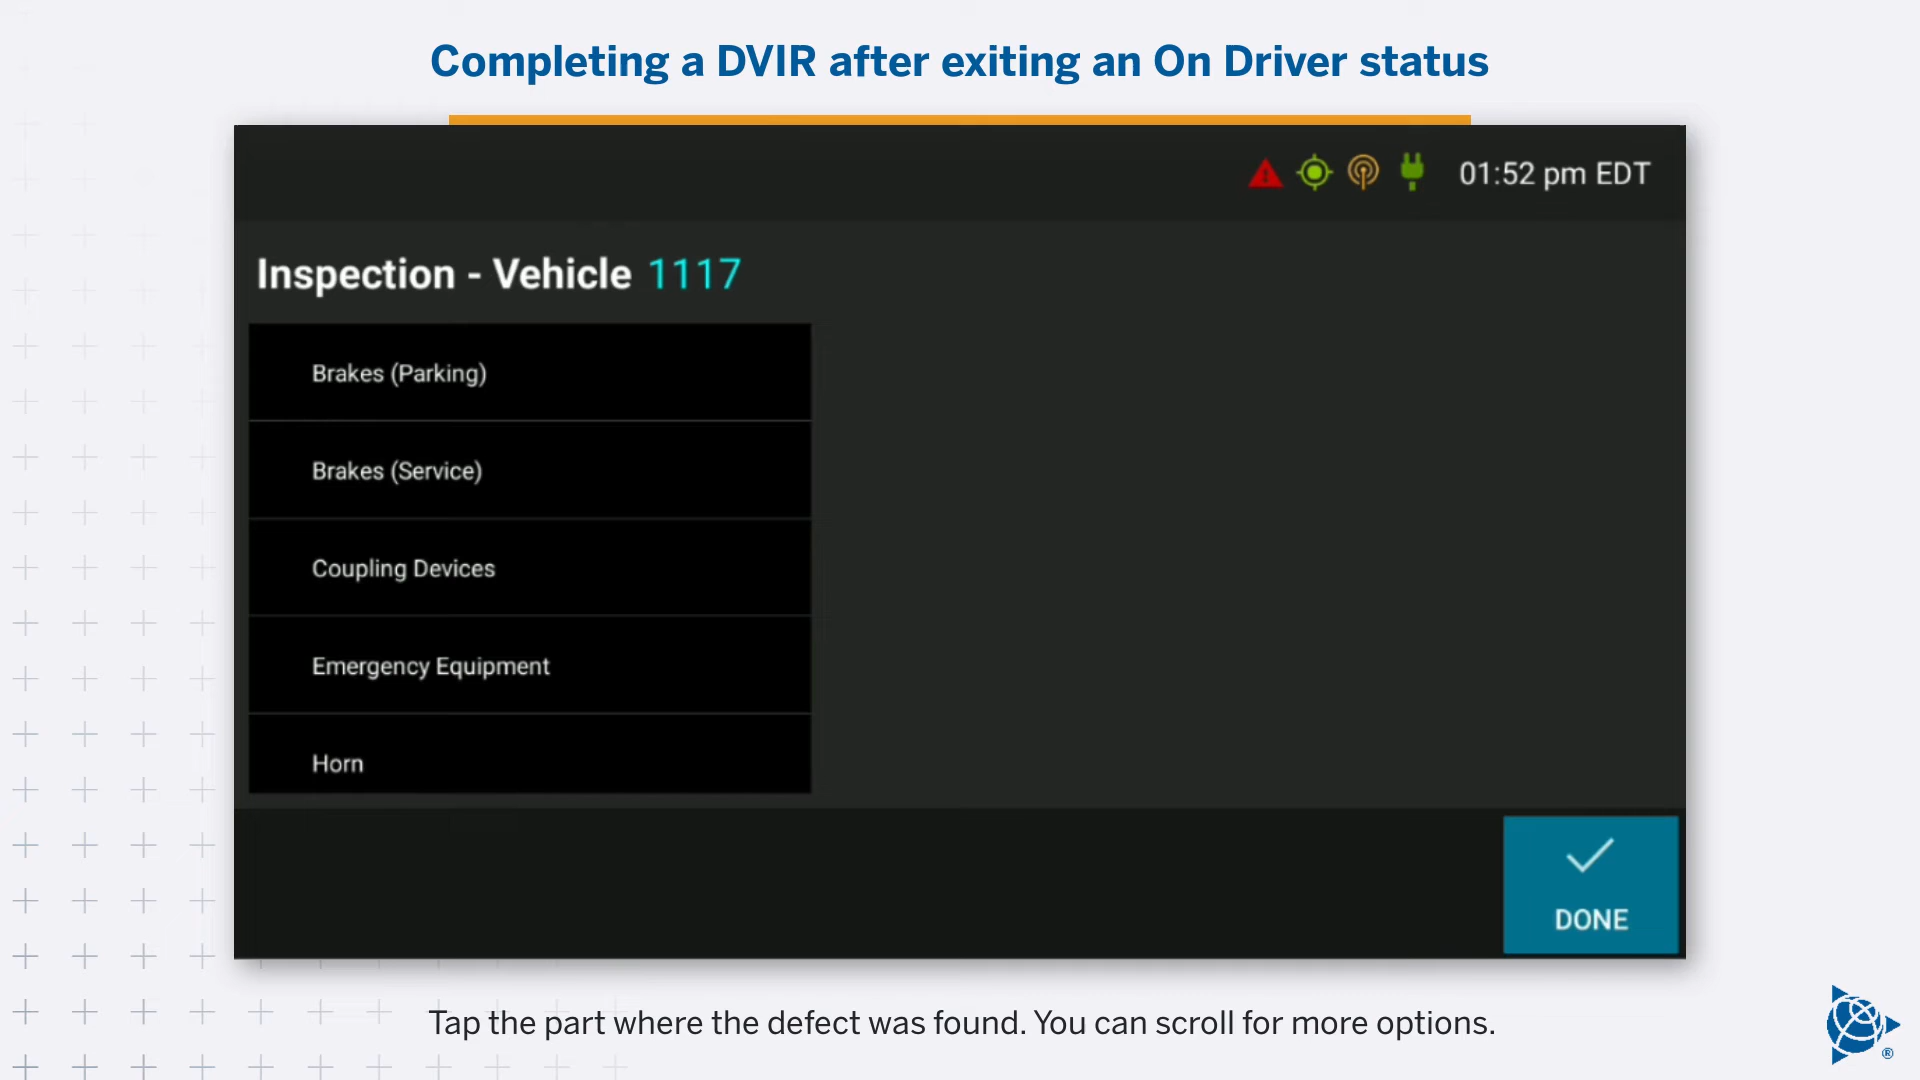 Completing a DVIR after exiting an On Driver status
01:52 pm EDT
Inspection - Vehicle 1117
Brakes (Parking)
Brakes (Service)
Coupling Devices
Emergency Equipment
Horn
DONE
Tap the part where the defect was found. You can scroll for more options.
®